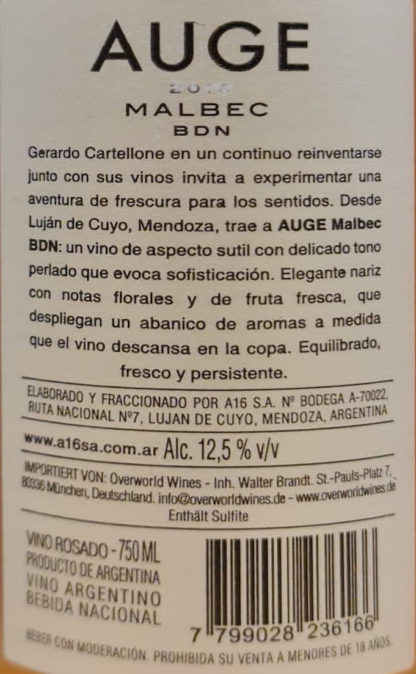 AUGE
MALBEC
BDN
Gerardo Cartellone en un continuo reinventarse
junto con sus vinos invita a experimentar una
aventura de frescura para los sentidos. Desde
Luján de Cuyo, Mendoza, trae a AUGE Malbec
BDN: un vino de aspecto sutil con delicado tono
perlado que evoca sofisticación. Elegante nariz
con notas florales y de fruta fresca, que
despliegan un abanico de aromas a medida
que el vino descansa en la copa. Equilibrado,
fresco y persistente.
ELABORADO Y FRACCIONADO POR A16 S.A. Nº BODEGA A-70022,
RUTA NACIONAL Nº7, LUJAN DE CUYO, MENDOZA, ARGENTINA
www.a16sa.com.ar Alc. 12,5 % v/v
IMPORTIERT VON: Overworld Wines - Inh. Walter Brandt. St.-Pauls-Platz 7,
80336 München, Deutschland. info@overworldwines.de - www.overworldwines.de
Enthält Sulfite
VINO ROSADO - 750 ML
PRODUCTO DE ARGENTINA
VINO ARGENTINO
BEBIDA NACIONAL
7 799028 236166
BEBER CON MODERACIÓN. PROHIBIDA SU VENTA A MENORES DE 18 AÑOS.